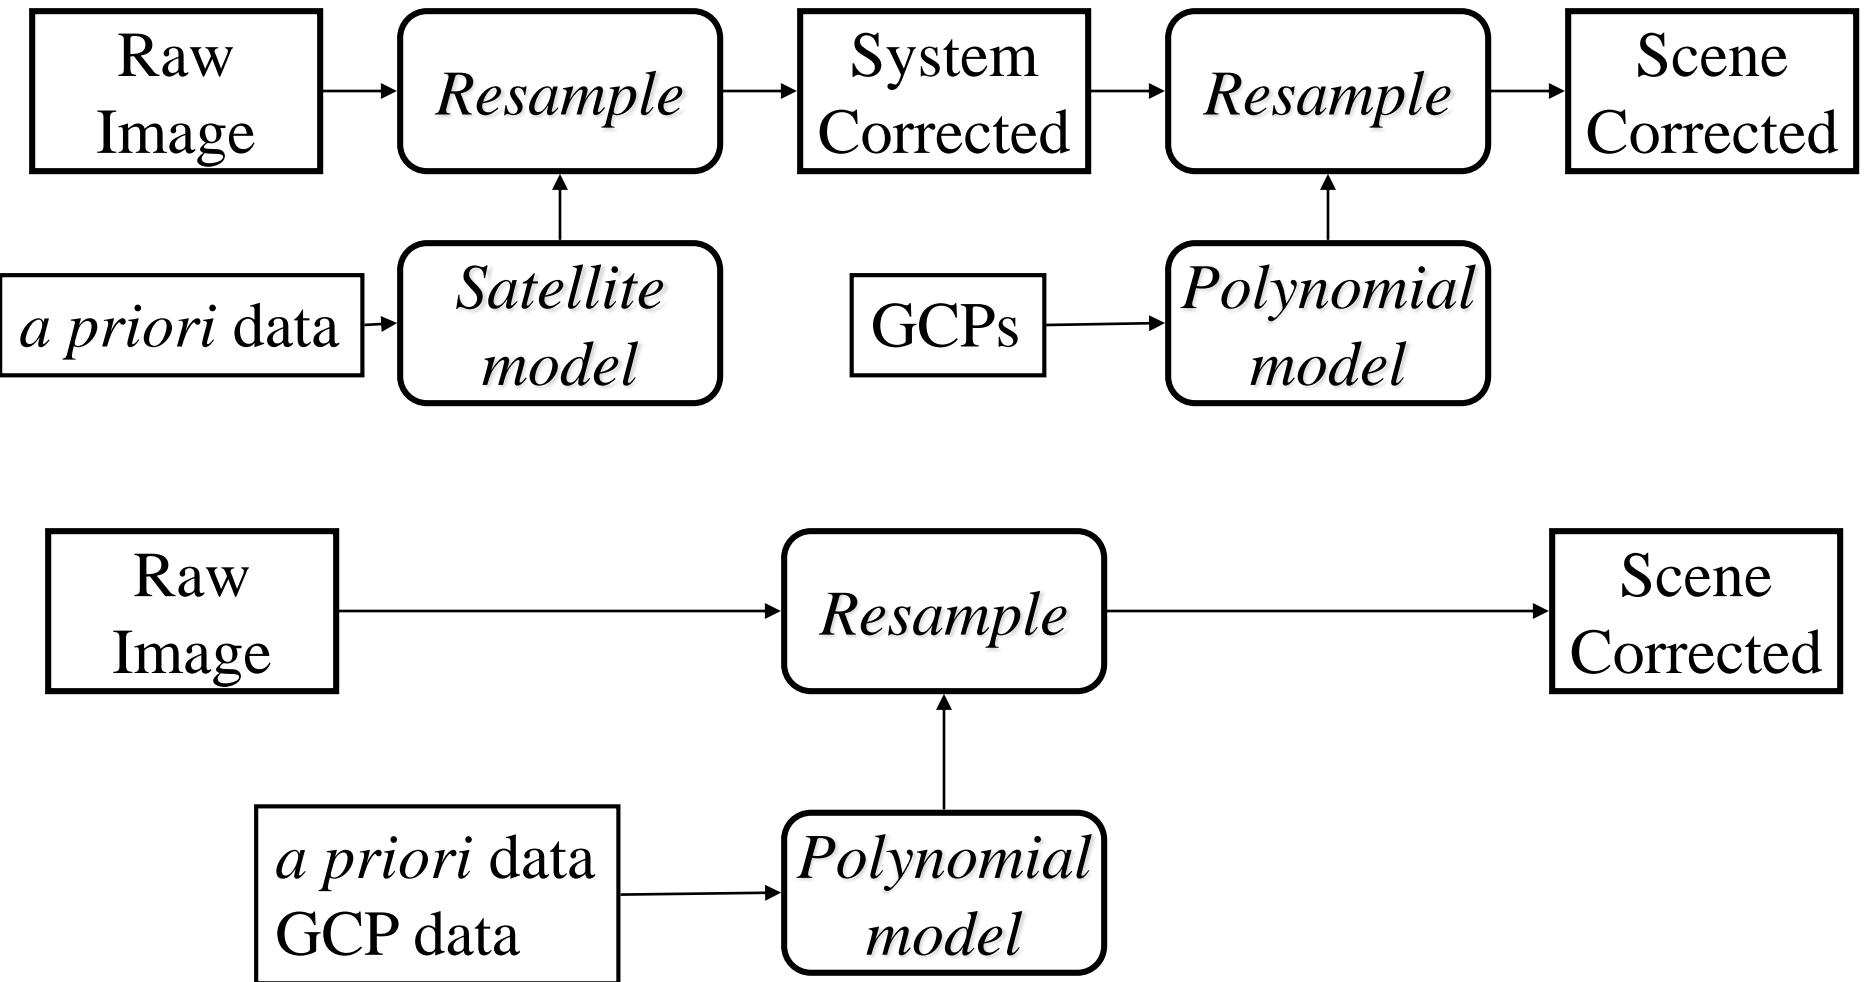 Raw
Image
Resample
System
Corrected
Resample
Scene
Corrected
a priori data
Satellite
model
GCPs
Polynomial
model
Raw
Image
Resample
Scene
Corrected
a priori data
GCP data
Polynomial
model